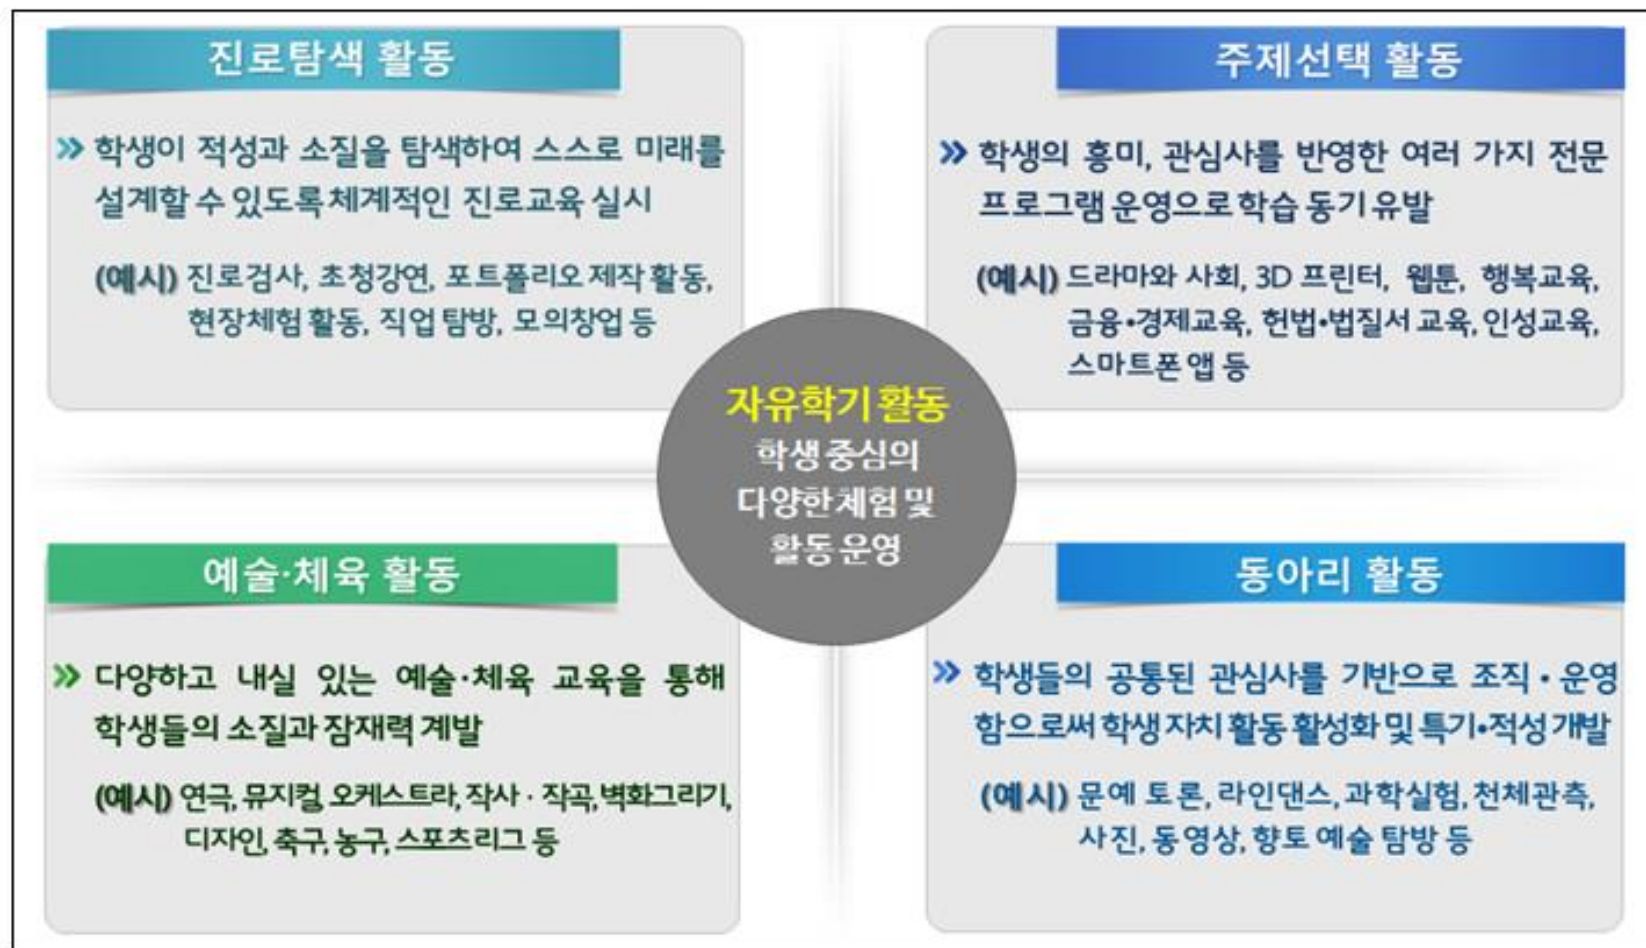 진로탐색 활동
» 학생이 적성과 소질을 탐색하여 스스로 미래를
설계할 수 있도록 체계적인 진로교육 실시
(예시) 진로검사, 초청강연, 포트폴리오 제작 활동,
현장체험 활동, 직업 탐방, 모의창업 등
주제선택 활동
» 학생의 흥미, 관심사를 반영한 여러 가지 전문
프로그램 운영으로 학습 동기 유발
(예시) 드라마와 사회, 3D 프린터, 웹툰, 행복교육,
금융•경제교육, 헌법•법질서 교육, 인성교육,
스마트폰 앱 등
자유학기 활동
학생 중심의
다양한 체험 및
활동 운영
예술·체육 활동
» 다양하고 내실 있는 예술·체육 교육을 통해
학생들의 소질과 잠재력 계발
(예시) 연극, 뮤지컬, 오케스트라, 작사 · 작곡, 벽화그리기,
디자인, 축구, 농구, 스포츠리그 등
동아리 활동
» 학생들의 공통된 관심사를 기반으로 조직 • 운영
함으로써 학생 자치 활동 활성화 및 특기•적성 개발
(예시) 문예 토론, 라인댄스, 과학실험, 천체관측,
사진, 동영상, 향토 예술 탐방 등